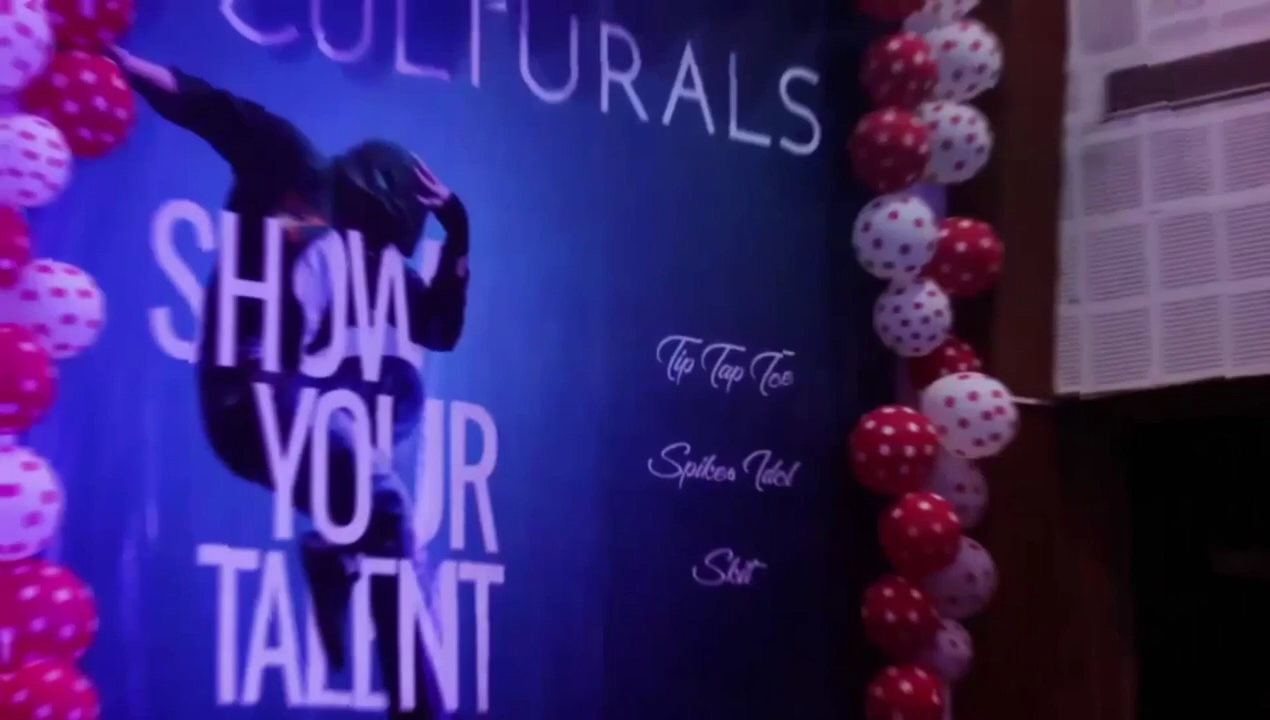 CULTURALS
SHOW
YOUR
TALENT
Tip Tap Toe
Spikes Idol
Skit